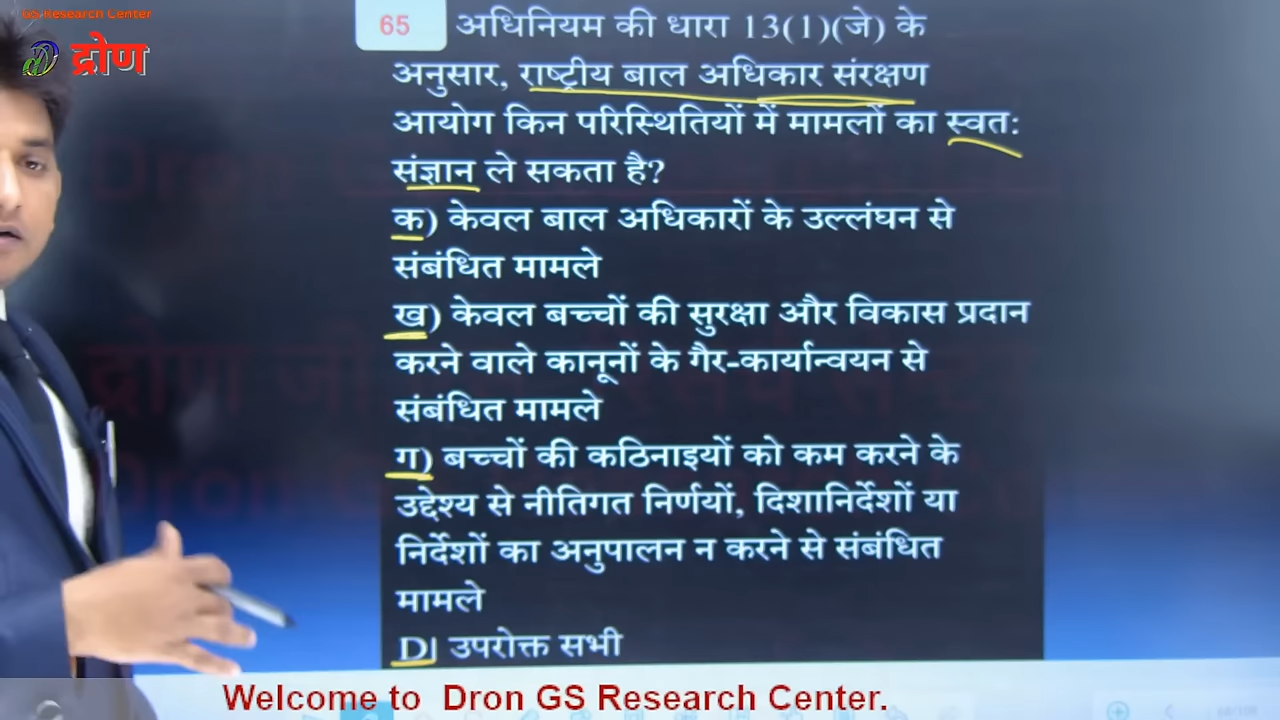 GS Research Center
द्रोण
65 अधिनियम की धारा 13(1)(जे) के
अनुसार, राष्ट्रीय बाल अधिकार संरक्षण
आयोग किन परिस्थितियों में मामलों का स्वत:
संज्ञान ले सकता है?
क) केवल बाल अधिकारों के उल्लंघन से
संबंधित मामले
ख) केवल बच्चों की सुरक्षा और विकास प्रदान
करने वाले कानूनों के गैर-कार्यान्वयन से
संबंधित मामले
ग) बच्चों की कठिनाइयों को कम करने के
उद्देश्य से नीतिगत निर्णयों, दिशानिर्देशों या
निर्देशों का अनुपालन न करने से संबंधित
मामले
D] उपरोक्त सभी
Welcome to Dron GS Research Center.